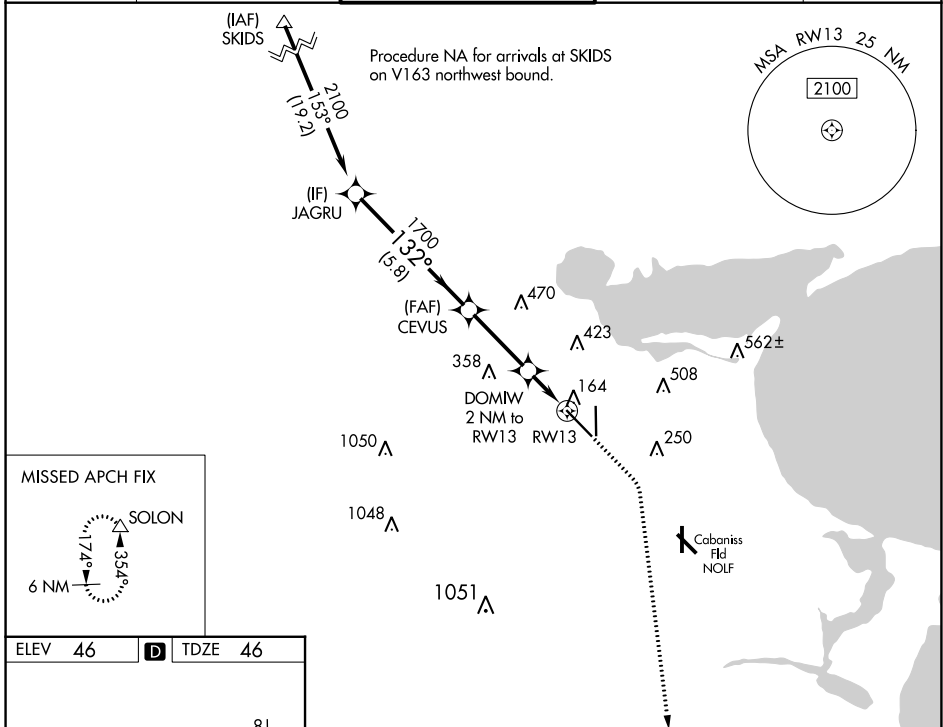 (IAF)
SKIDS
Procedure NA for arrivals at SKIDS
on V163 northwest bound.
MSA RW13 25 NM
2100
2100
153°
(19.2)
(IF)
JAGRU
1700
132°
(5.8)
(FAF)
CEVUS
470
423
562±
358
508
164
DOMIW
2 NM to
RW13
RW13
250
1050
1048
1051
Cabaniss
Fld
NOLF
MISSED APCH FIX
SOLON
174°
354°
6 NM
ELEV 46 D TDZE 46